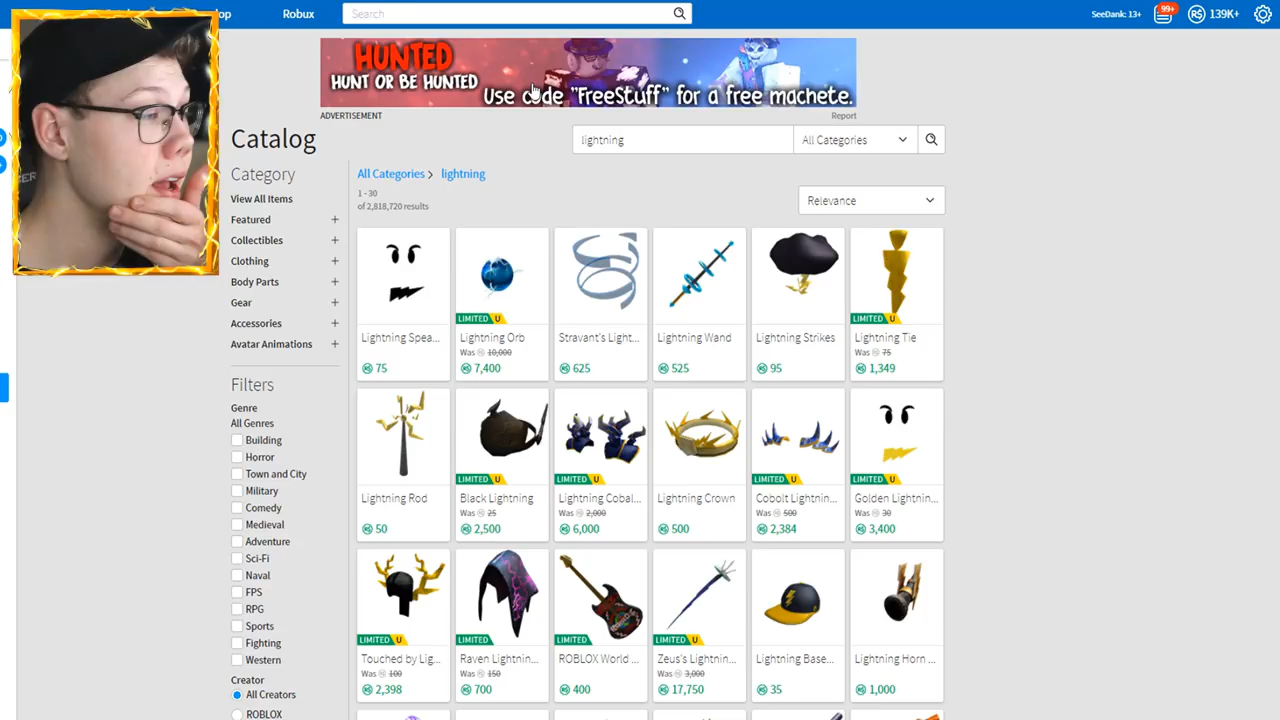 Robux
Search
SeeDank: 13+
99+
139K+
HUNTED
HUNT OR BE HUNTED
Use code "FreeStuff" for a free machete.
ADVERTISEMENT
Report
Catalog
lightning
All Categories
Category
All Categories
lightning
1 - 30
of 2,818,720 results
Relevance
View All Items
Featured +
Collectibles +
Clothing +
Body Parts +
Gear +
Accessories +
Avatar Animations +
Filters
Genre
All Genres
Building
Horror
Town and City
Military
Comedy
Medieval
Adventure
Sci-Fi
Naval
FPS
RPG
Sports
Fighting
Western
Creator
All Creators
ROBLOX
Lightning Spea...
75
LIMITED U
Lightning Orb
Was 10,000
7,400
Stravant's Light...
625
Lightning Wand
525
Lightning Strikes
95
LIMITED U
Lightning Tie
Was 75
1,349
Lightning Rod
50
LIMITED U
Black Lightning
Was 25
2,500
LIMITED U
Lightning Cobal...
Was 2,000
6,000
Lightning Crown
500
LIMITED U
Cobolt Lightnin...
Was 500
2,384
LIMITED U
Golden Lightnin...
Was 30
3,400
LIMITED U
Touched by Lig...
Was 100
2,398
LIMITED
Raven Lightnin...
Was 150
700
LIMITED
ROBLOX World ...
400
LIMITED U
Zeus's Lightnin...
Was 3,000
17,750
Lightning Base...
35
Lightning Horn ...
1,000